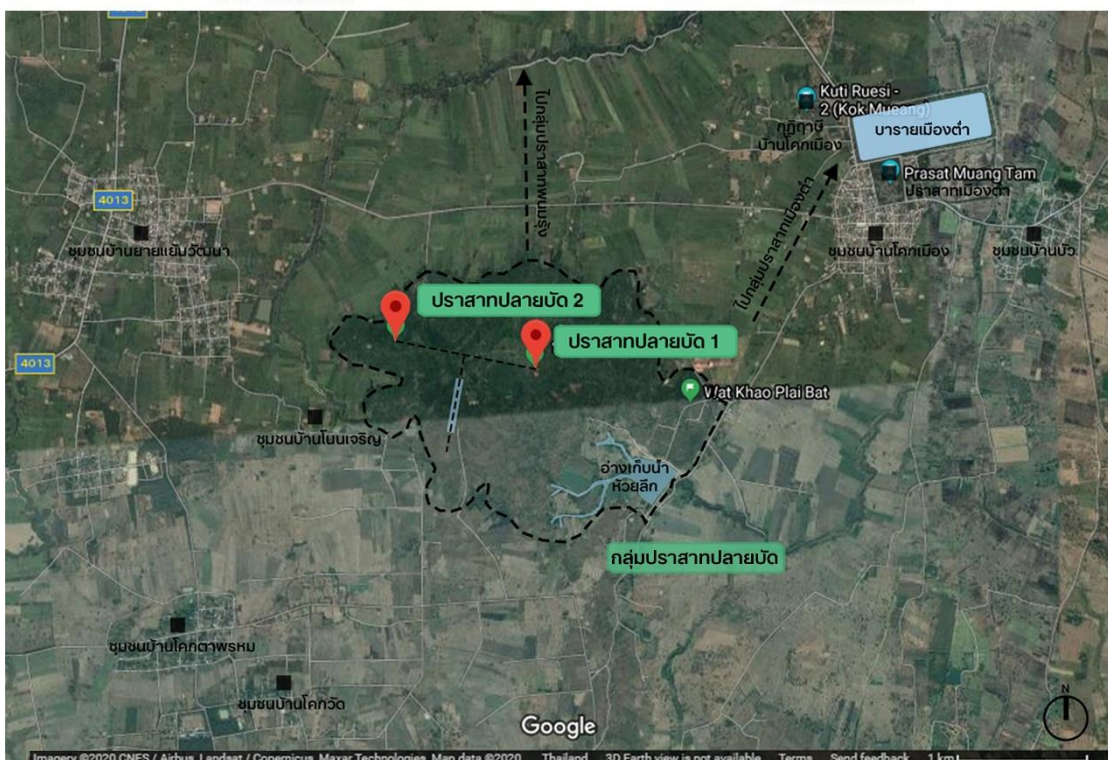 4013
Kuti Ruesi -
2 (Kok Mueang)
กุฏิฤาษี
บ้านโคกเมือง
บารายเมืองต่ำ
Prasat Muang Tam
ปราสาทเมืองต่ำ
ไปกลุ่มปราสาทพนมรุ้ง
ไปกลุ่มปราสาทเมืองต่ำ
4013
ชุมชนบ้านยายแย้มวัฒนา
ชุมชนบ้านโคกเมือง
ชุมชนบ้านบัว
ปราสาทปลายบัด 2
ปราสาทปลายบัด 1
4013
Wat Khao Plai Bat
ชุมชนบ้านโนนเจริญ
อ่างเก็บน้ำ
ห้วยลึก
กลุ่มปราสาทปลายบัด
ชุมชนบ้านโคกตาพรหม
ชุมชนบ้านโควัด
N
Google
Imagery ©2020 CNES / Airbus, Landsat / Copernicus, Maxar Technologies, Map data ©2020 Thailand 3D Earth view is not available Terms Send feedback 1 km